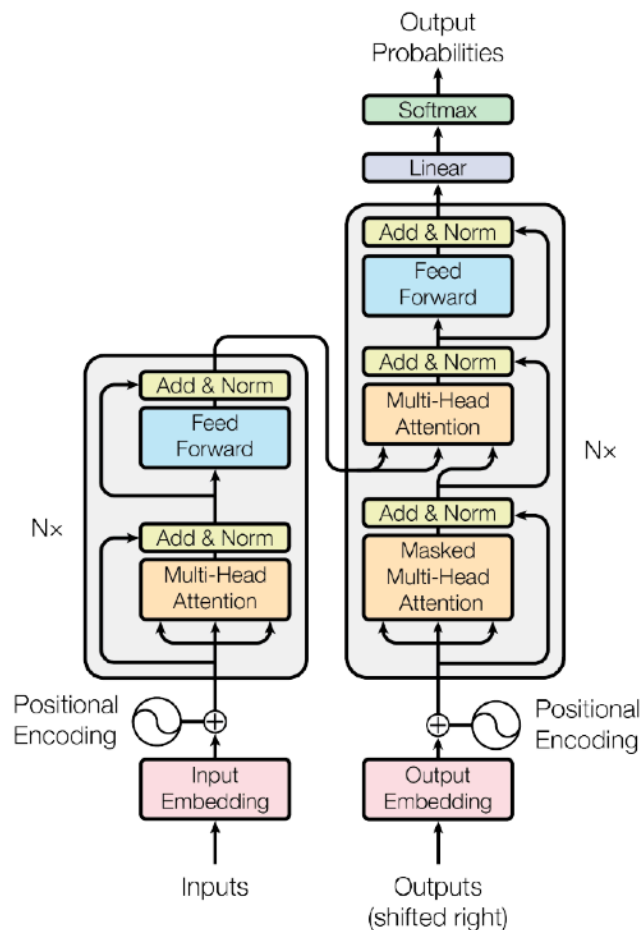 Output
Probabilities
Softmax
Linear
Add & Norm
Feed
Forward
Add & Norm
Multi-Head
Attention
Nx
Add & Norm
Masked
Multi-Head
Attention
Add & Norm
Feed
Forward
Nx
Add & Norm
Multi-Head
Attention
Positional
Encoding
Positional
Encoding
Input
Embedding
Output
Embedding
Inputs
Outputs
(shifted right)